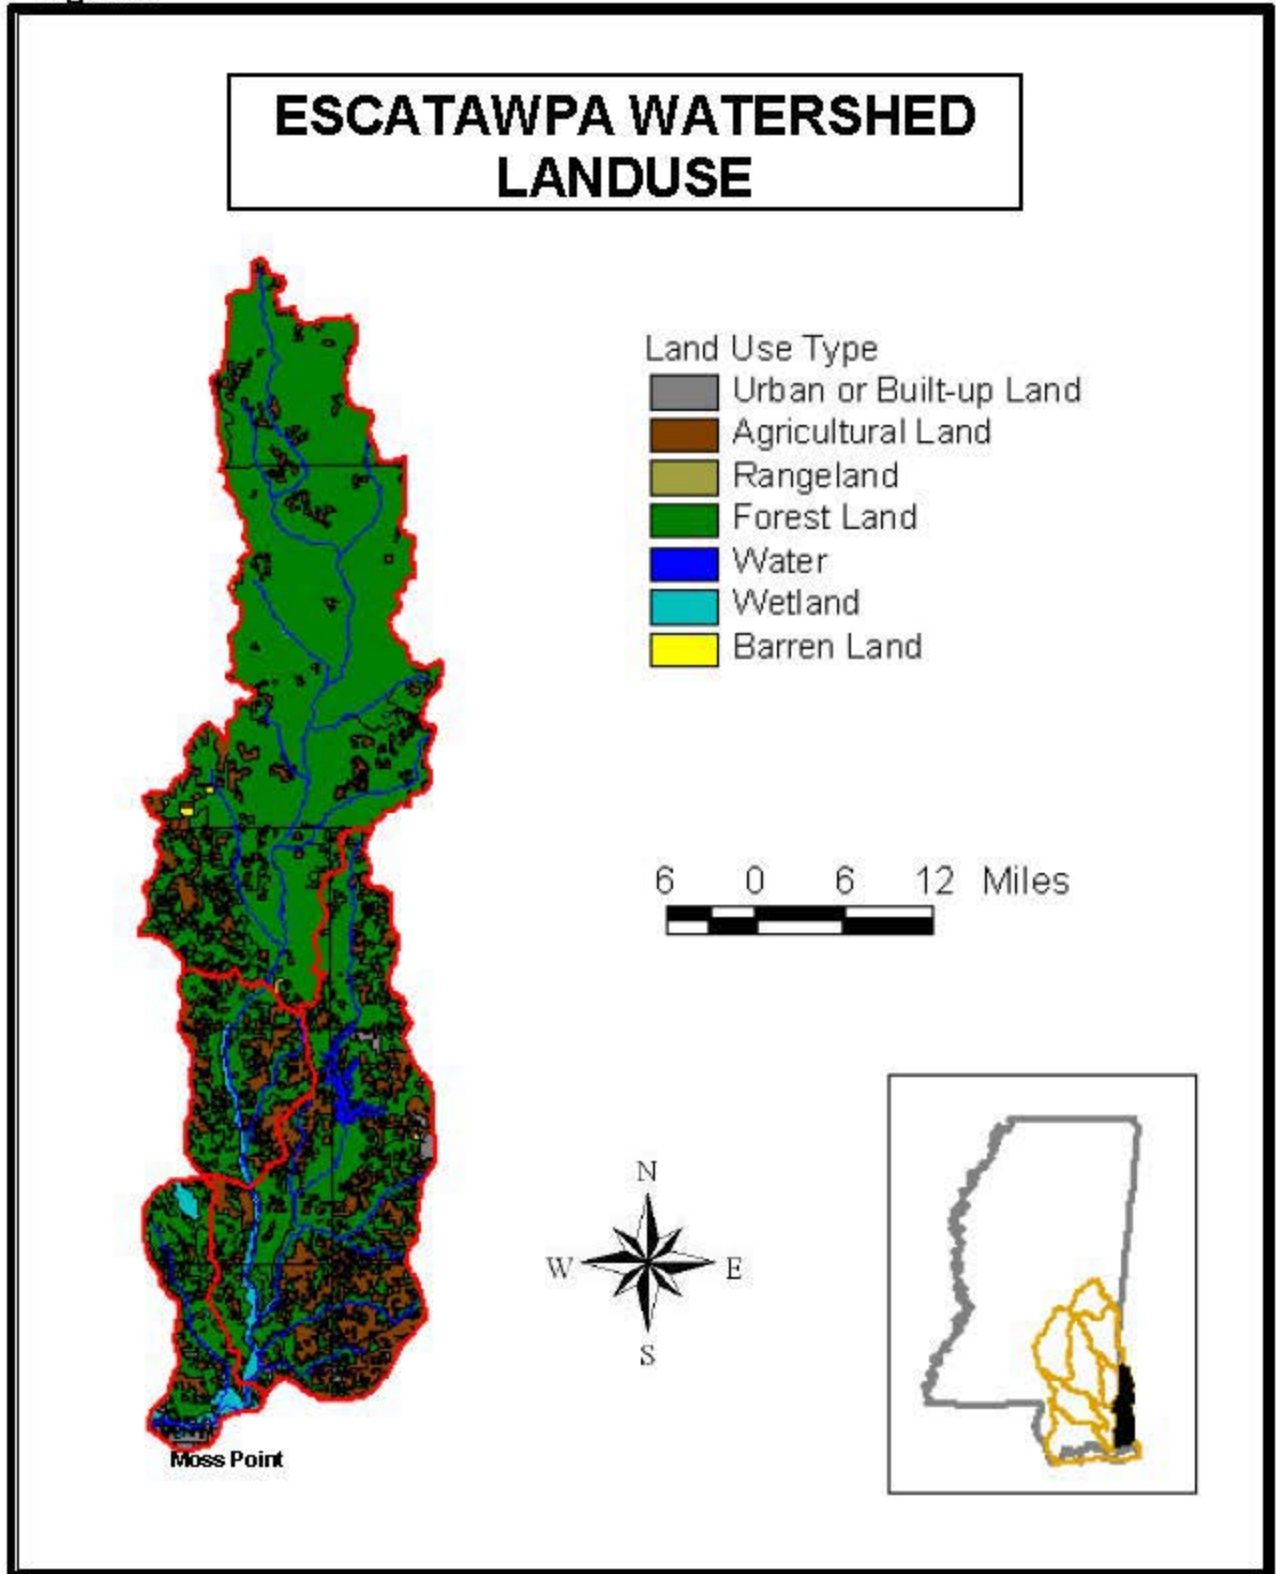 ESCATAWPA WATERSHED
LANDUSE
Land Use Type
Urban or Built-up Land
Agricultural Land
Rangeland
Forest Land
Water
Wetland
Barren Land
6 0 6 12 Miles
N
W E
S
Moss Point